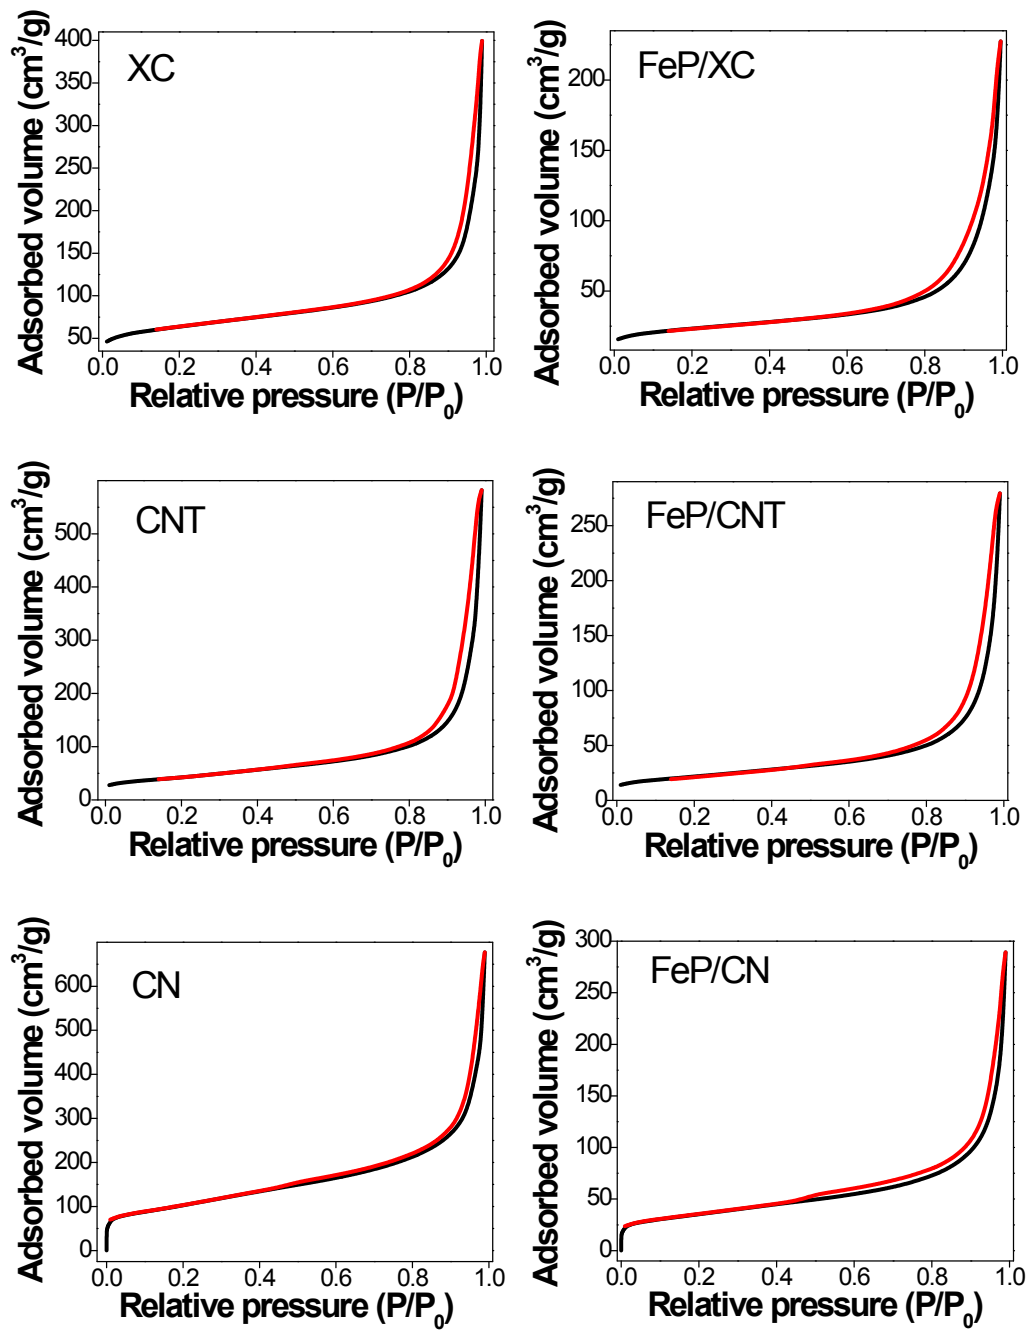 XC
Adsorbed volume (cm³/g)
400
350
300
250
200
150
100
50
0.0 0.2 0.4 0.6 0.8 1.0
Relative pressure (P/P₀)
FeP/XC
Adsorbed volume (cm³/g)
200
150
100
50
0.0 0.2 0.4 0.6 0.8 1.0
Relative pressure (P/P₀)
CNT
Adsorbed volume (cm³/g)
500
400
300
200
100
0
0.0 0.2 0.4 0.6 0.8 1.0
Relative pressure (P/P₀)
FeP/CNT
Adsorbed volume (cm³/g)
250
200
150
100
50
0
0.0 0.2 0.4 0.6 0.8 1.0
Relative pressure (P/P₀)
CN
Adsorbed volume (cm³/g)
600
500
400
300
200
100
0
0.0 0.2 0.4 0.6 0.8 1.0
Relative pressure (P/P₀)
FeP/CN
Adsorbed volume (cm³/g)
300
250
200
150
100
50
0
0.0 0.2 0.4 0.6 0.8 1.0
Relative pressure (P/P₀)